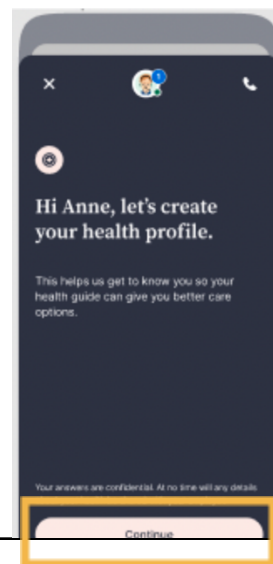 1
Hi Anne, let's create
your health profile.
This helps us get to know you so your
health guide can give you better care
options.
Your answers are confidential. At no time will any details
Continue